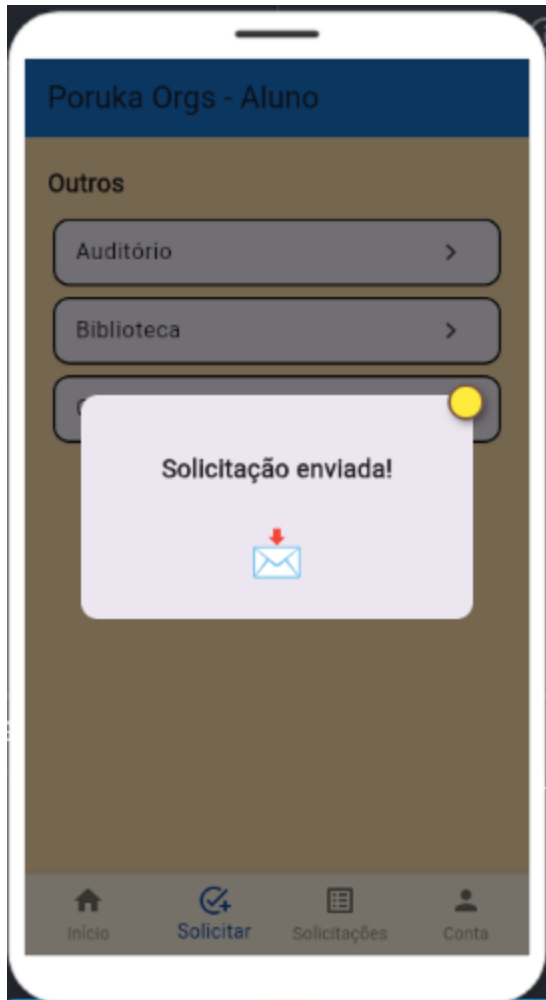 Poruka Orgs - Aluno
Outros
Auditório
Biblioteca
Solicitação enviada!
Início
Solicitar
Solicitações
Conta